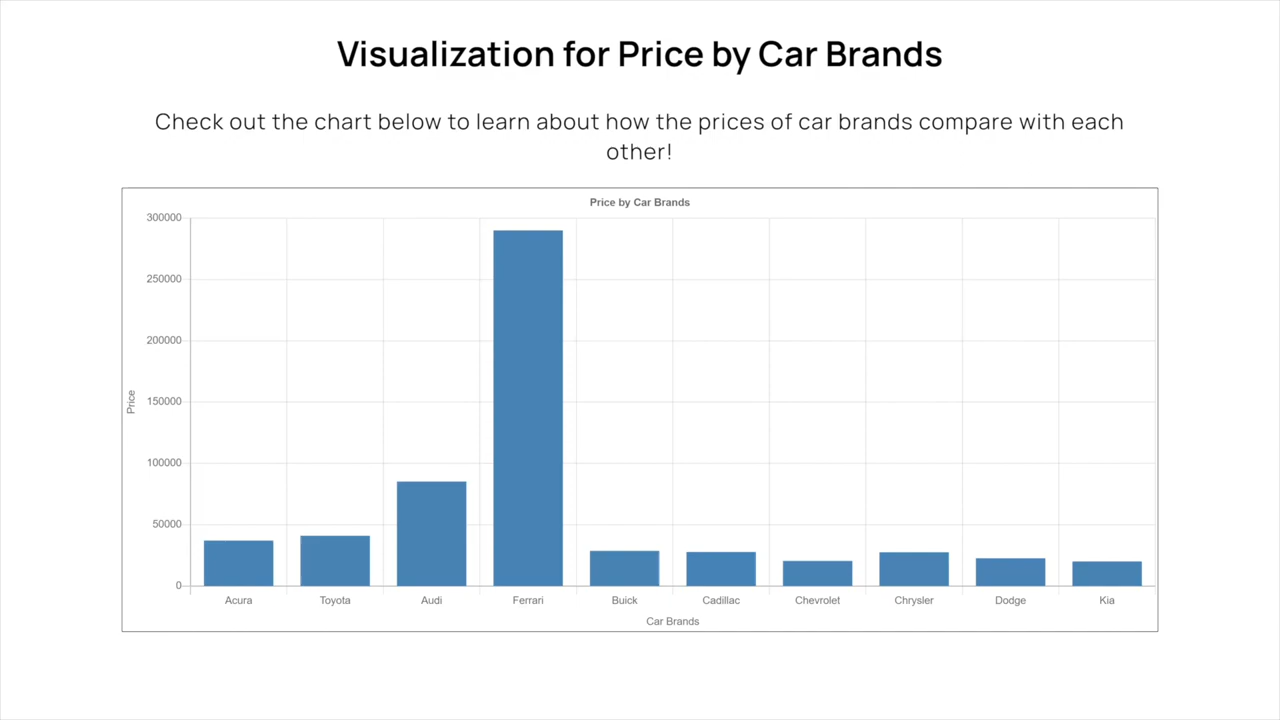 Visualization for Price by Car Brands
Check out the chart below to learn about how the prices of car brands compare with each
other!
Price by Car Brands
300000
250000
200000
150000
100000
50000
0
Price
Acura Toyota Audi Ferrari Buick Cadillac Chevrolet Chrysler Dodge Kia
Car Brands